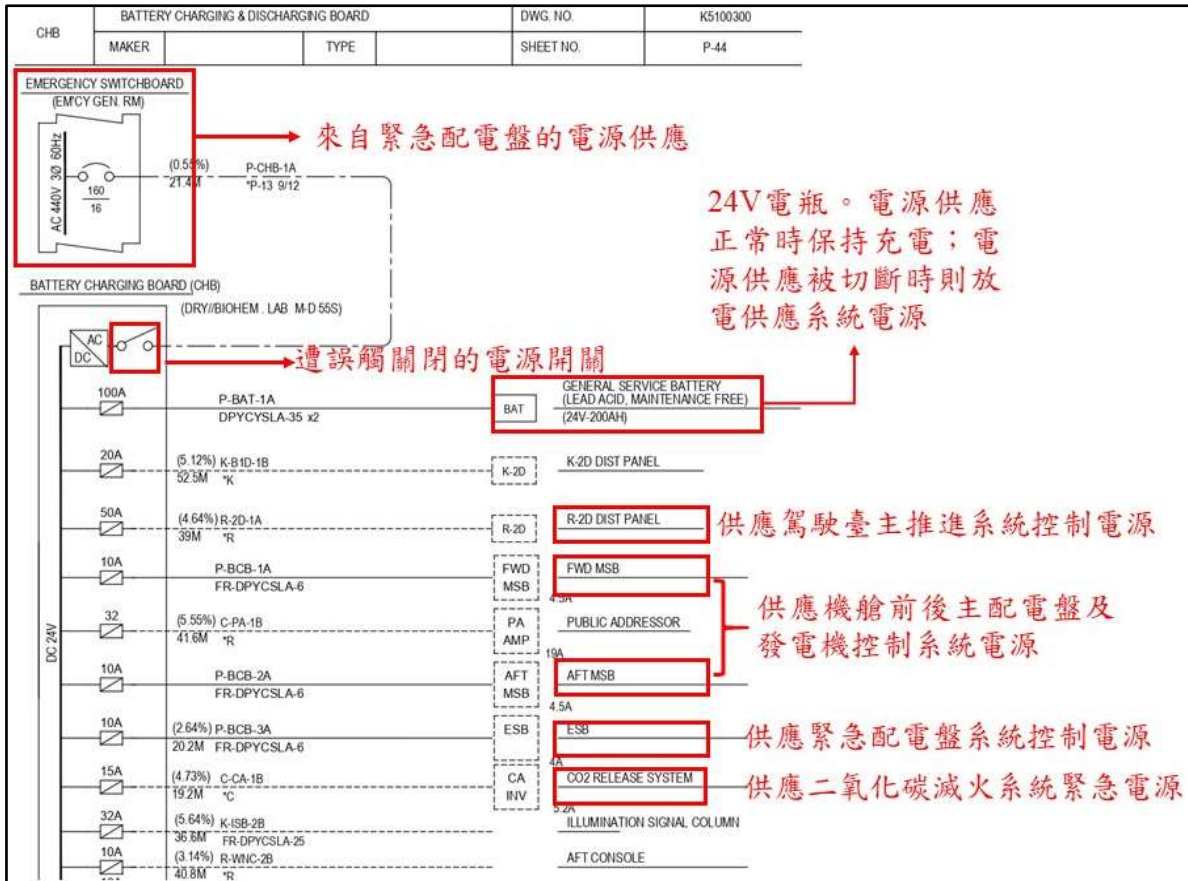 CHB
BATTERY CHARGING & DISCHARGING BOARD
DWG. NO.
K5100300
MAKER
TYPE
SHEET NO.
P-44
EMERGENCY SWITCHBOARD
(EM'CY GEN. RM)
AC 440V 3Ø 60Hz
160
16
來自緊急配電盤的電源供應
(0.55%)
P-CHB-1A
21.4M
*P-13 9/12
24V電瓶。電源供應
正常時保持充電；電
源供應被切斷時則放
電供應系統電源
BATTERY CHARGING BOARD (CHB)
(DRY//BIOHEM . LAB M-D 55S)
AC
DC
遭誤觸關閉的電源開關
DC 24V
100A
P-BAT-1A
DPYCYSLA-35 x2
BAT
GENERAL SERVICE BATTERY
(LEAD ACID, MAINTENANCE FREE)
(24V-200AH)
20A
(5.12%) K-B1D-1B
52.5M *K
K-2D
K-2D DIST PANEL
50A
(4.64%) R-2D-1A
39M *R
R-2D
R-2D DIST PANEL
供應駕駛臺主推進系統控制電源
10A
P-BCB-1A
FR-DPYCSLA-6
FWD
MSB
FWD MSB
4.5A
供應機艙前後主配電盤及
發電機控制系統電源
32
(5.55%) C-PA-1B
41.6M *R
PA
AMP
PUBLIC ADDRESSOR
19A
10A
P-BCB-2A
FR-DPYCSLA-6
AFT
MSB
AFT MSB
4.5A
10A
(2.64%) P-BCB-3A
20.2M FR-DPYCSLA-6
ESB
ESB
4A
供應緊急配電盤系統控制電源
15A
(4.73%) C-CA-1B
19.2M *C
CA
INV
CO2 RELEASE SYSTEM
5.2A
供應二氧化碳滅火系統緊急電源
32A
(5.64%) K-ISB-2B
36.6M FR-DPYCSLA-25
ILLUMINATION SIGNAL COLUMN
10A
(3.14%) R-WNC-2B
40.8M *R
AFT CONSOLE